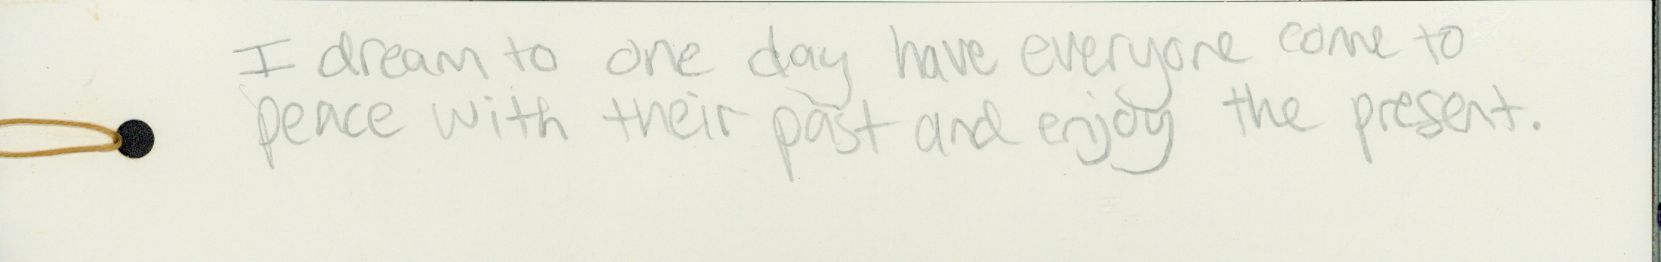 I dream to one day have everyone come to
peace with their past and enjoy the present.